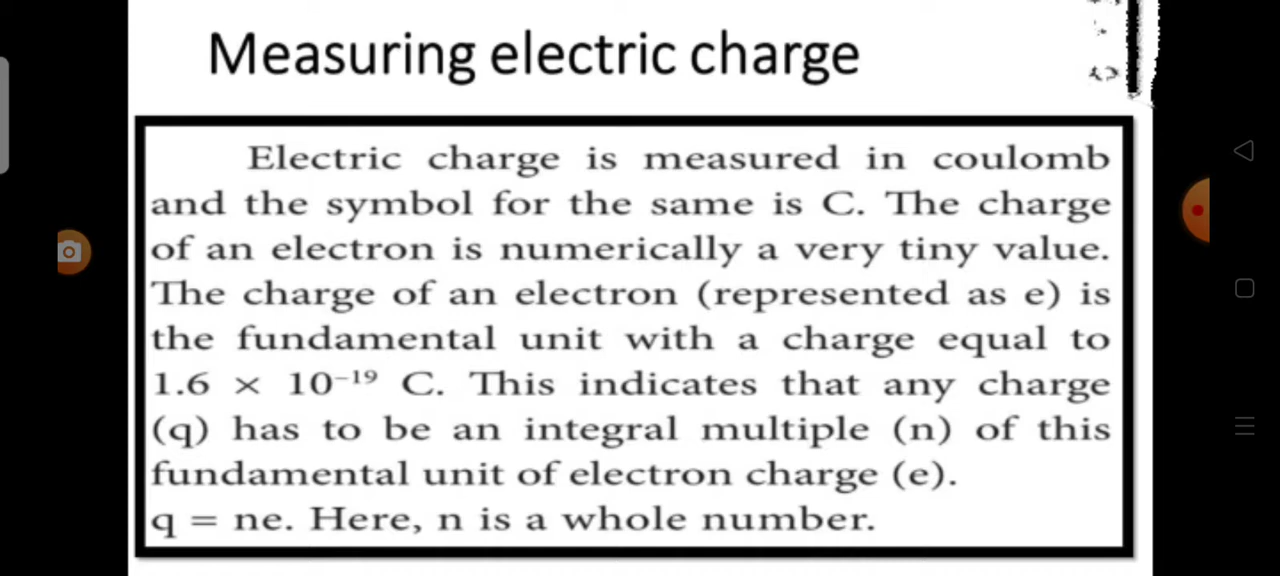 Measuring electric charge
Electric charge is measured in coulomb
and the symbol for the same is C. The charge
of an electron is numerically a very tiny value.
The charge of an electron (represented as e) is
the fundamental unit with a charge equal to
1.6 × 10⁻¹⁹ C. This indicates that any charge
(q) has to be an integral multiple (n) of this
fundamental unit of electron charge (e).
q = ne. Here, n is a whole number.